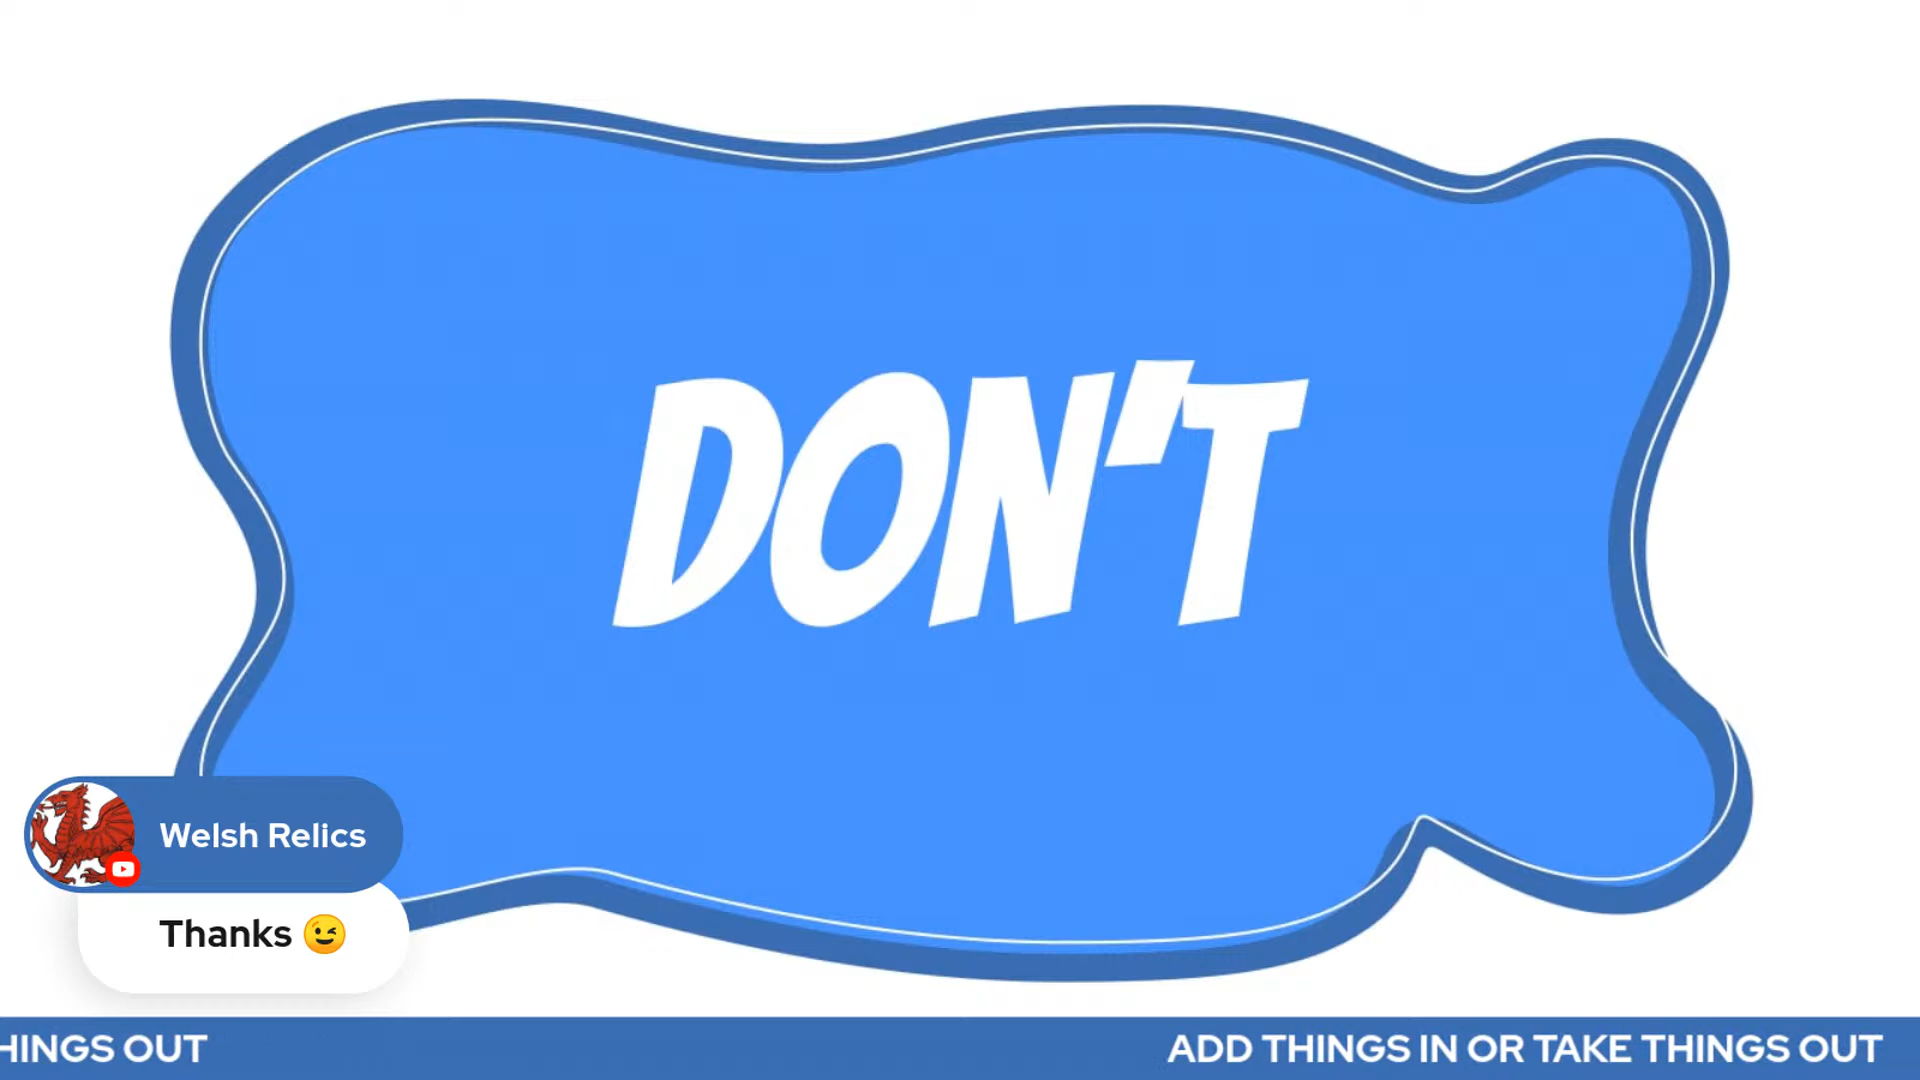 DON'T
Welsh Relics
Thanks 😉
HINGS OUT
ADD THINGS IN OR TAKE THINGS OUT